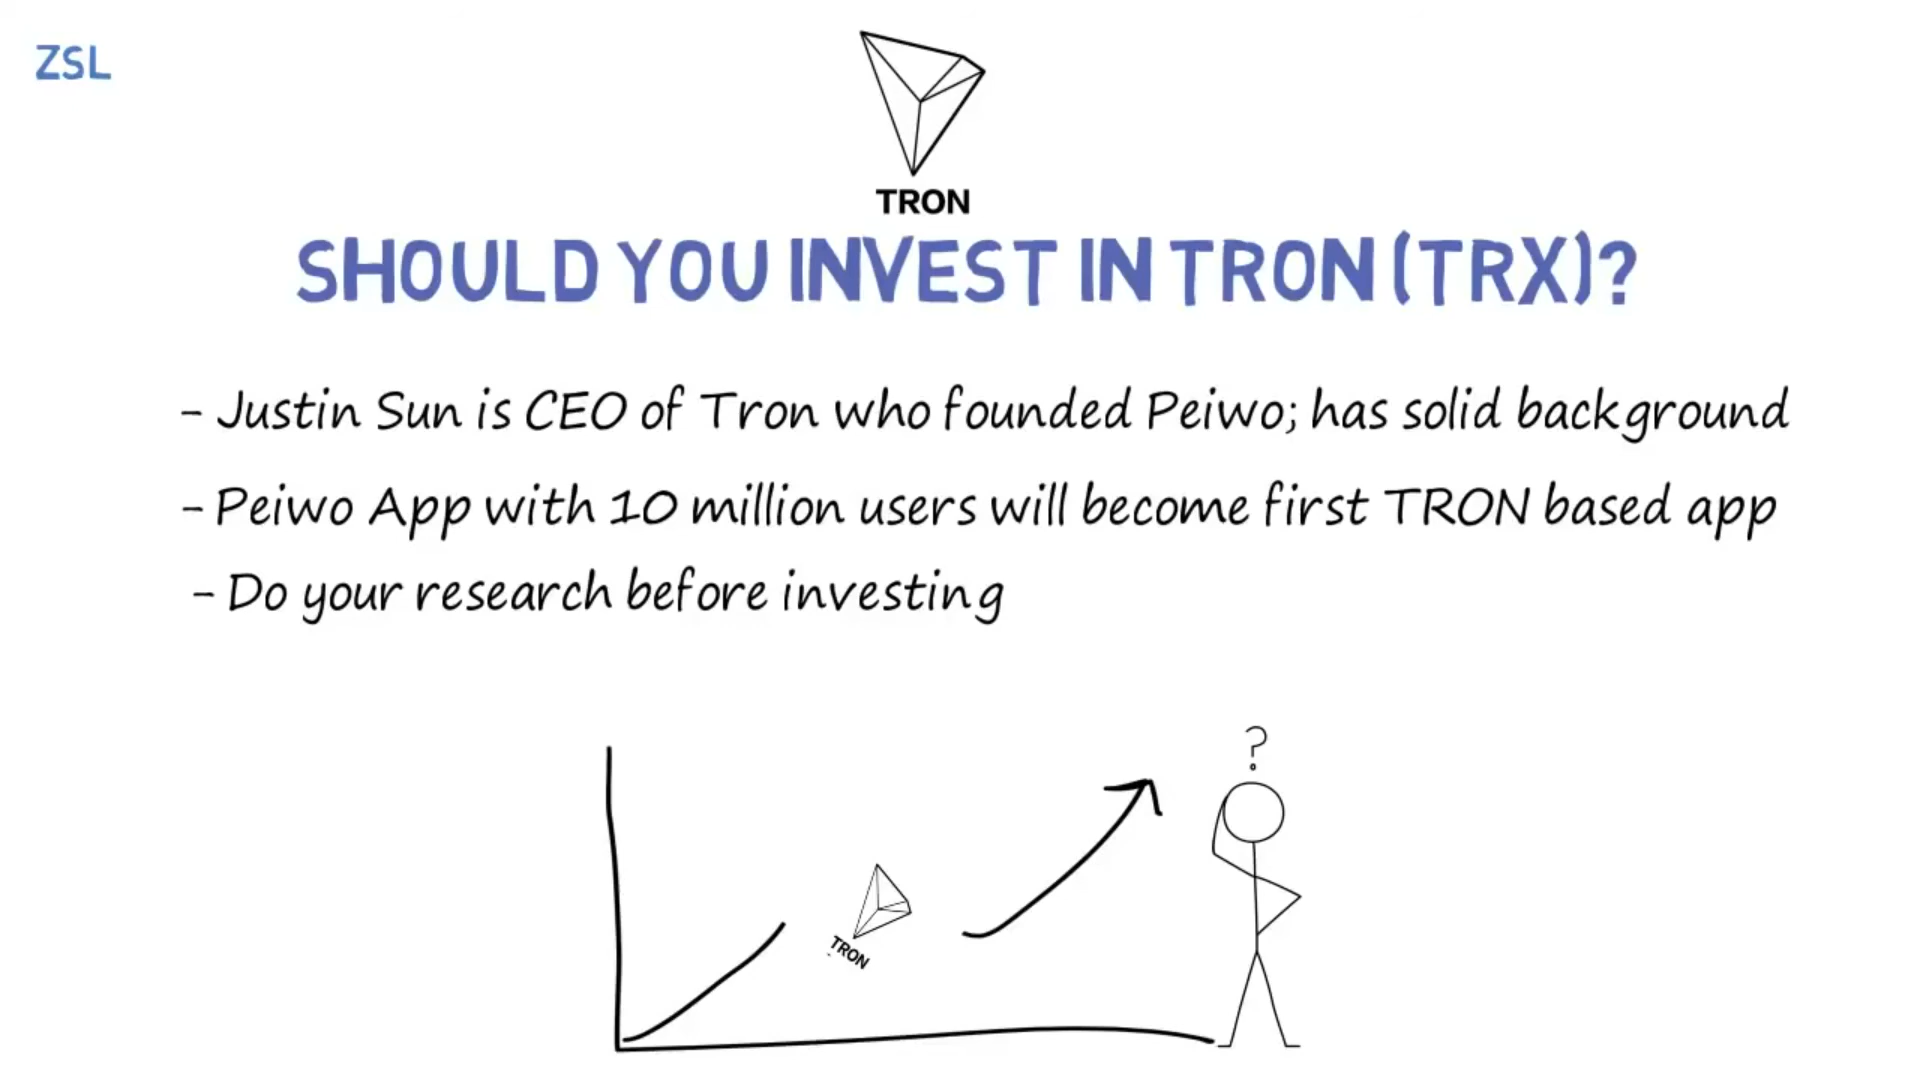 ZSL
TRON
SHOULD YOU INVEST IN TRON (TRX)?
- Justin Sun is CEO of Tron who founded Peiwo; has solid background
- Peiwo App with 10 million users will become first TRON based app
- Do your research before investing
?
TRON